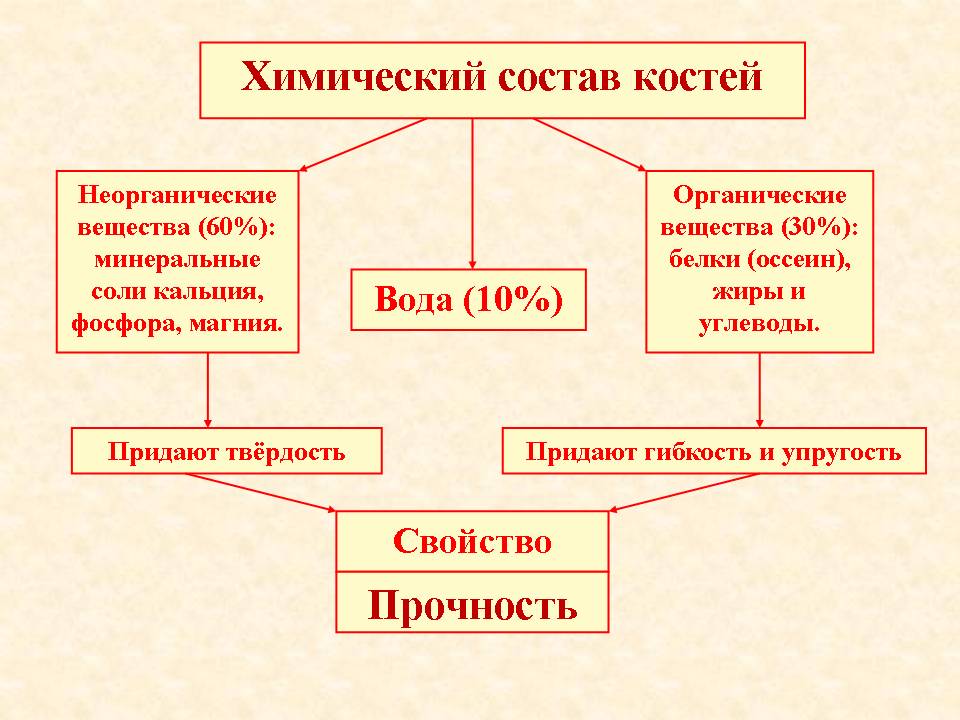 Химический состав костей
Неорганические
вещества (60%):
минеральные
соли кальция,
фосфора, магния.
Вода (10%)
Органические
вещества (30%):
белки (оссеин),
жиры и
углеводы.
Придают твёрдость
Придают гибкость и упругость
Свойство
Прочность